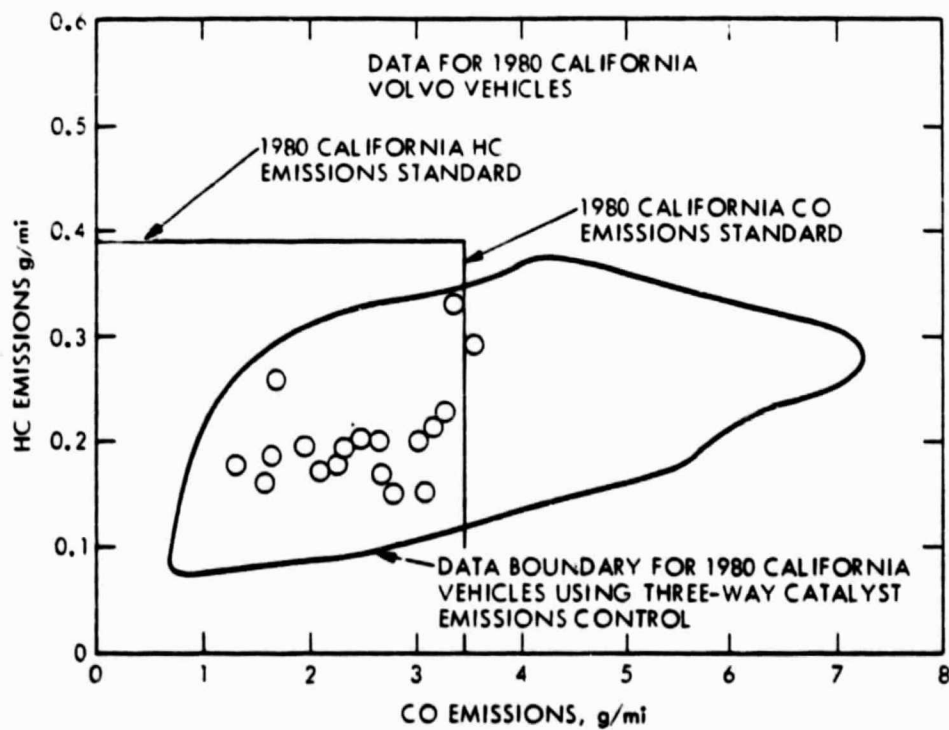 0.6
DATA FOR 1980 CALIFORNIA
VOLVO VEHICLES
0.5
1980 CALIFORNIA HC
EMISSIONS STANDARD
1980 CALIFORNIA CO
EMISSIONS STANDARD
0.4
HC EMISSIONS g/mi
0.3
0.2
0.1
DATA BOUNDARY FOR 1980 CALIFORNIA
VEHICLES USING THREE-WAY CATALYST
EMISSIONS CONTROL
0
0 1 2 3 4 5 6 7 8
CO EMISSIONS, g/mi